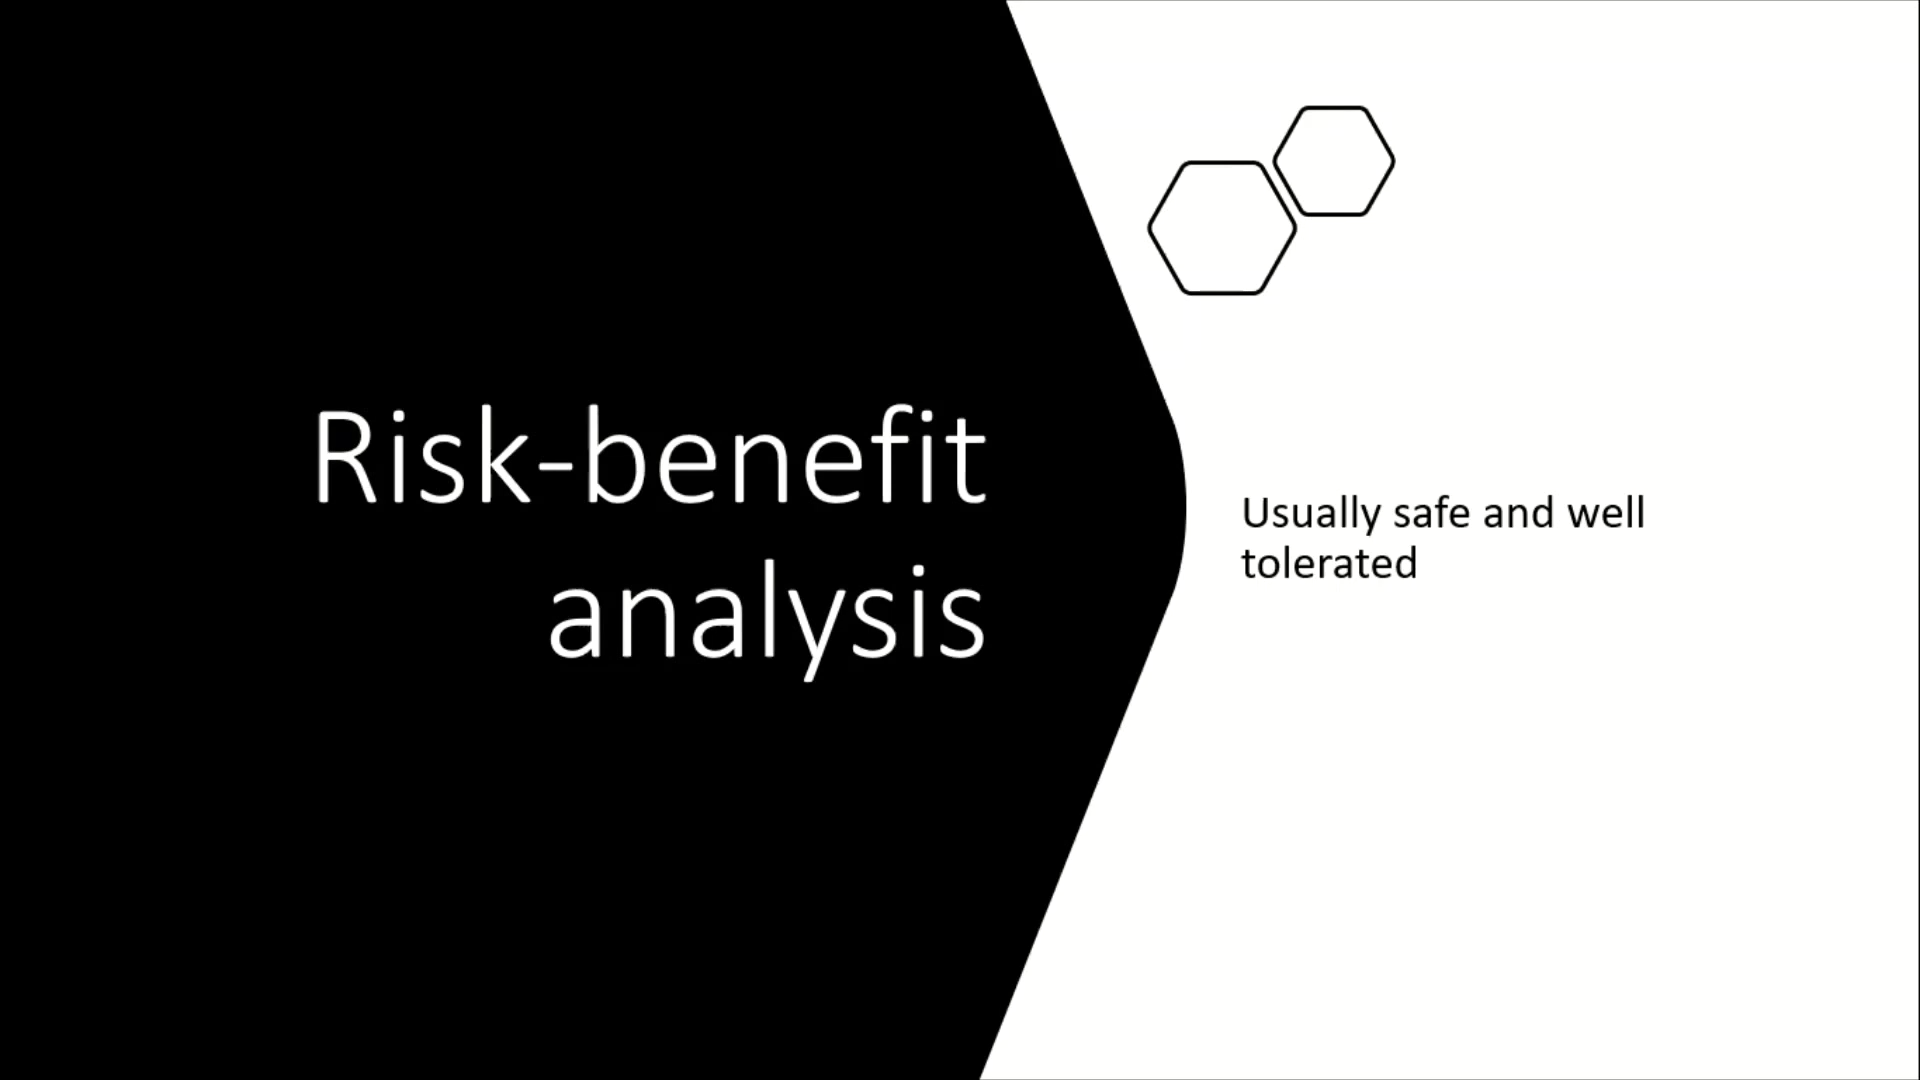 Risk-benefit
analysis
Usually safe and well
tolerated